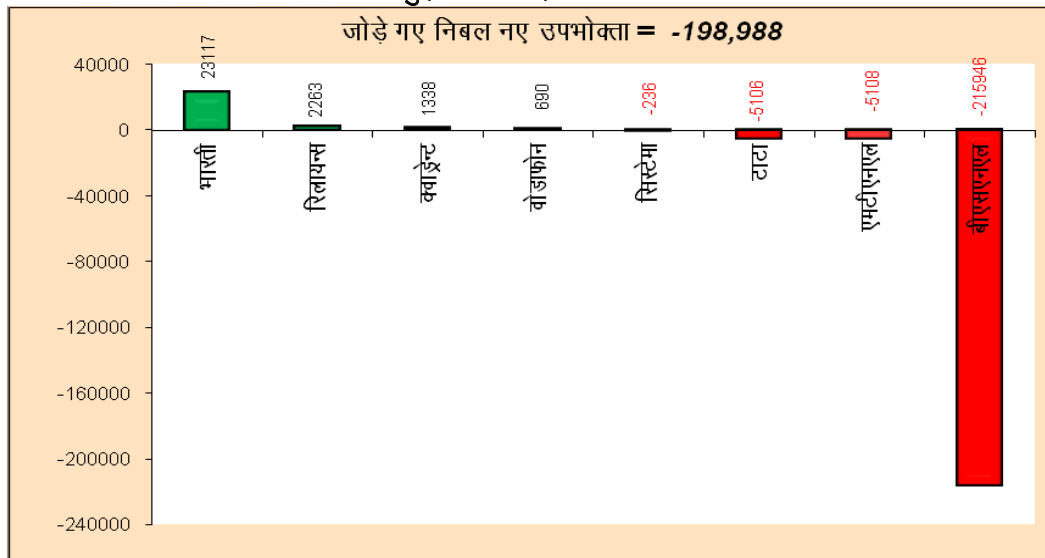 जोड़े गए निबल नए उपभोक्ता = -198,988
40000
0
-40000
-80000
-120000
-160000
-200000
-240000
23117
2263
1338
690
-236
-5106
-5108
-215946
भारती
रिलायन्स
क्वाड्रेन्ट
वोडाफोन
सिस्टेमा
टाटा
एमटीएनएल
बीएसएनएल